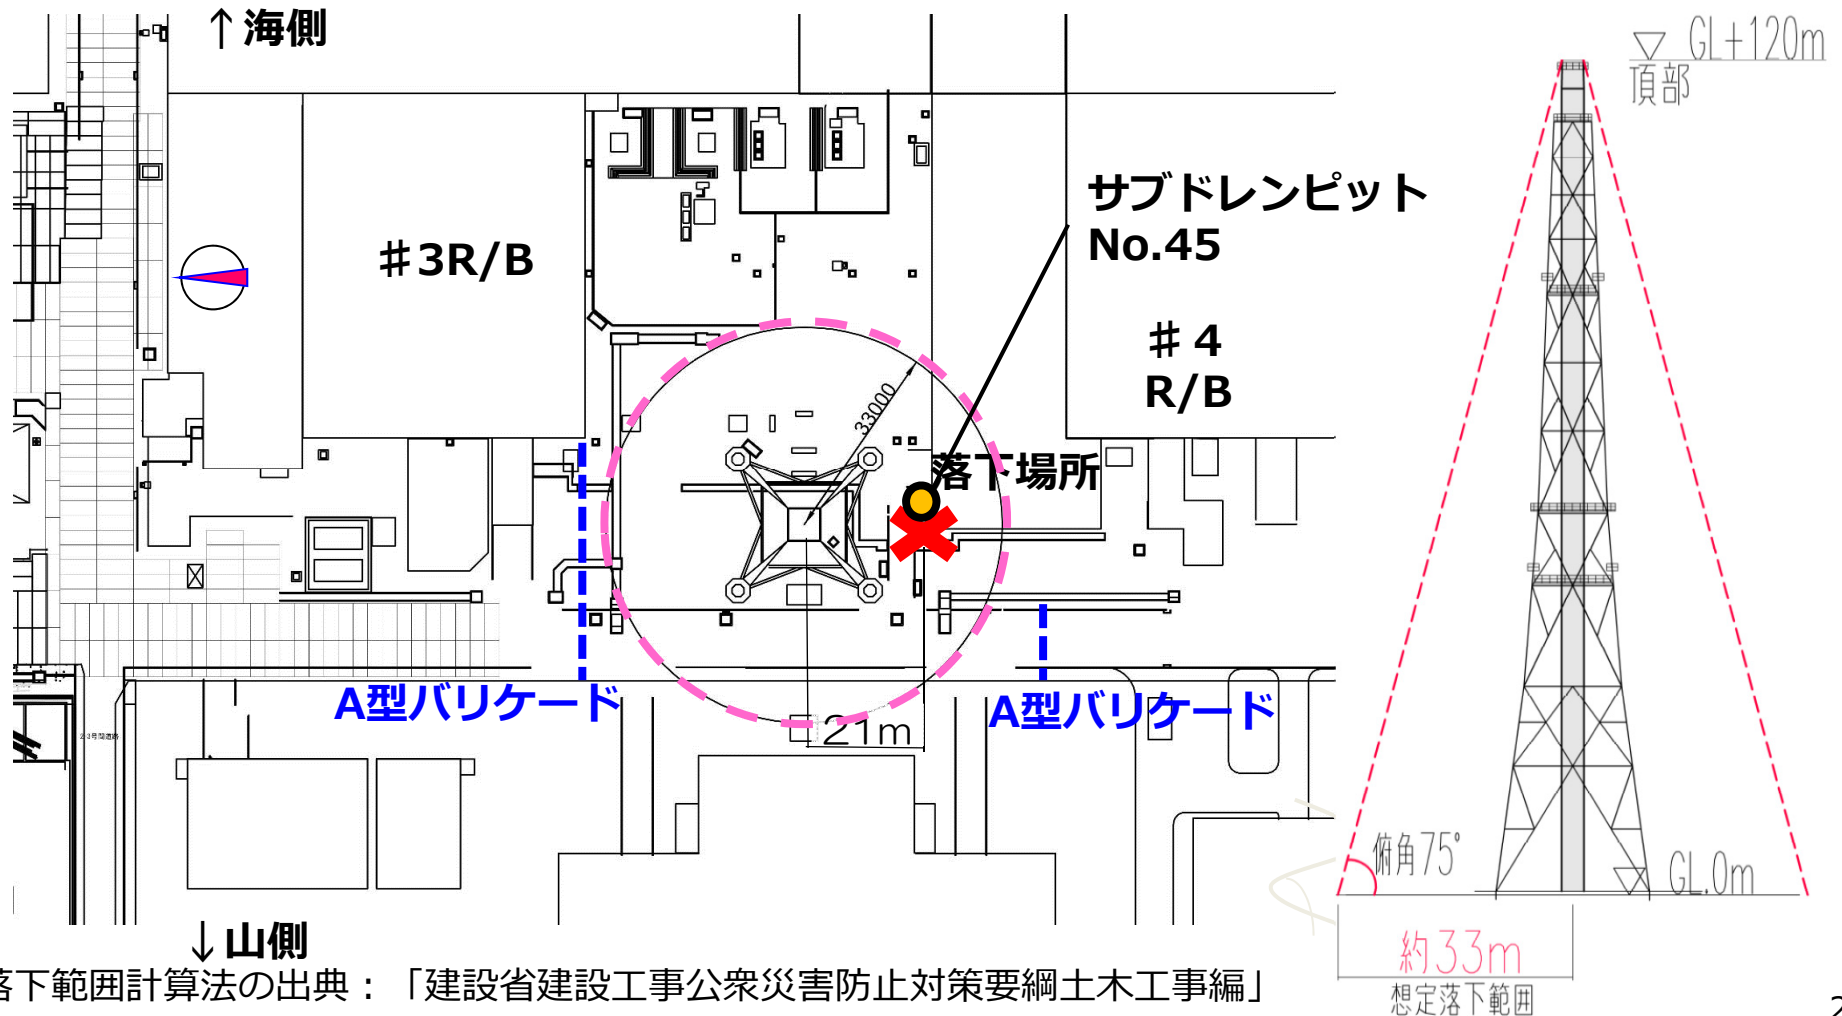 ↑海側
GL+120m
頂部
サブドレンピット
No.45
♯3R/B
♯4
R/B
33000
落下場所
A型バリケード
A型バリケード
21m
俯角75°
GL.0m
↓山側
約33m
想定落下範囲
落下範囲計算法の出典：「建設省建設工事公衆災害防止対策要綱土木工事編」
2